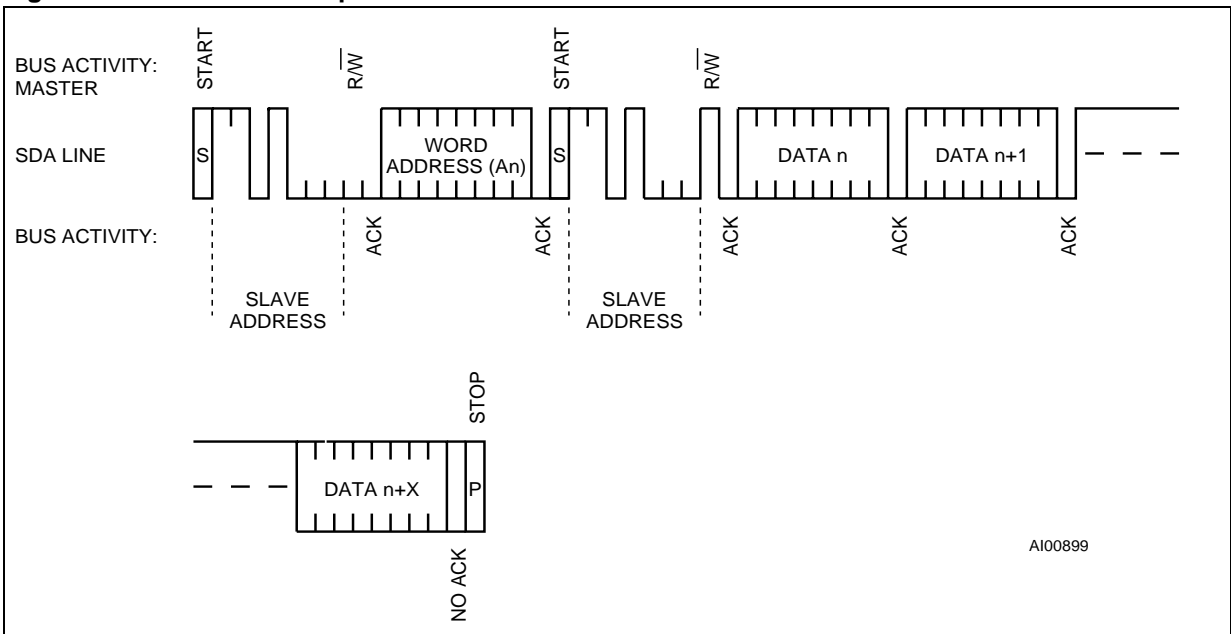 START
R/W
START
R/W
BUS ACTIVITY:
MASTER
SDA LINE
S
WORD
ADDRESS (An)
S
DATA n
DATA n+1
BUS ACTIVITY:
ACK
ACK
ACK
ACK
ACK
SLAVE
ADDRESS
SLAVE
ADDRESS
STOP
DATA n+X
P
NO ACK
AI00899